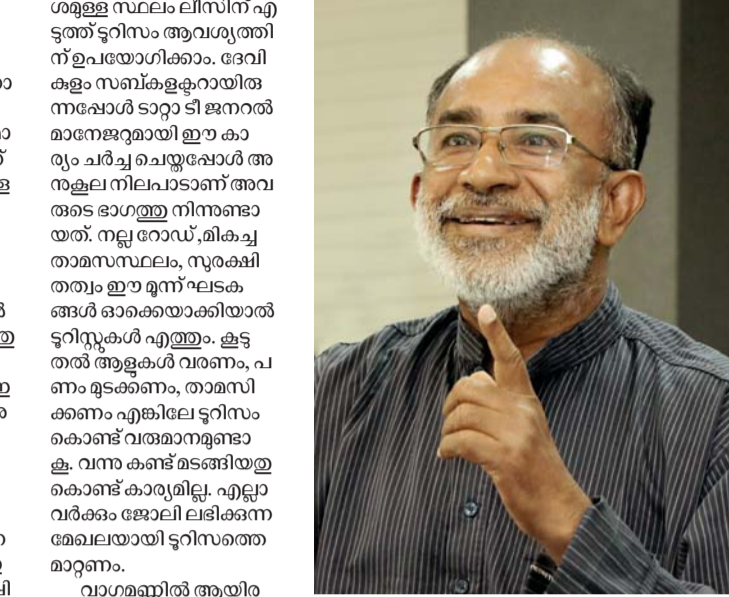 ശമുള്ള സ്ഥലം ലീസിന് എ
ടുത്ത് ടൂറിസം ആവശ്യത്തി
ന് ഉപയോഗിക്കാം. ദേവി
കുളം സബ്കളക്ടറായിരു
ന്നപ്പോൾ ടാറ്റാ ടീ ജനറൽ
മാനേജറുമായി ഈ കാ
ര്യം ചർച്ച ചെയ്തപ്പോൾ അ
നുകൂല നിലപാടാണ് അവ
രുടെ ഭാഗത്തു നിന്നുണ്ടാ
യത്. നല്ല റോഡ് ,മികച്ച
താമസസ്ഥലം, സുരക്ഷി
തത്വം ഈ മൂന്ന് ഘടക
ങ്ങൾ ഓക്കെയാക്കിയാൽ
ടൂറിസ്റ്റുകൾ എത്തും. കൂടു
തൽ ആളുകൾ വരണം, പ
ണം മുടക്കണം, താമസി
ക്കണം എങ്കിലേ ടൂറിസം
കൊണ്ട് വരുമാനമുണ്ടാ
കൂ. വന്നു കണ്ട് മടങ്ങിയതു
കൊണ്ട് കാര്യമില്ല. എല്ലാ
വർക്കും ജോലി ലഭിക്കുന്ന
മേഖലയായി ടൂറിസത്തെ
മാറ്റണം.
വാഗമണ്ണിൽ ആയിര